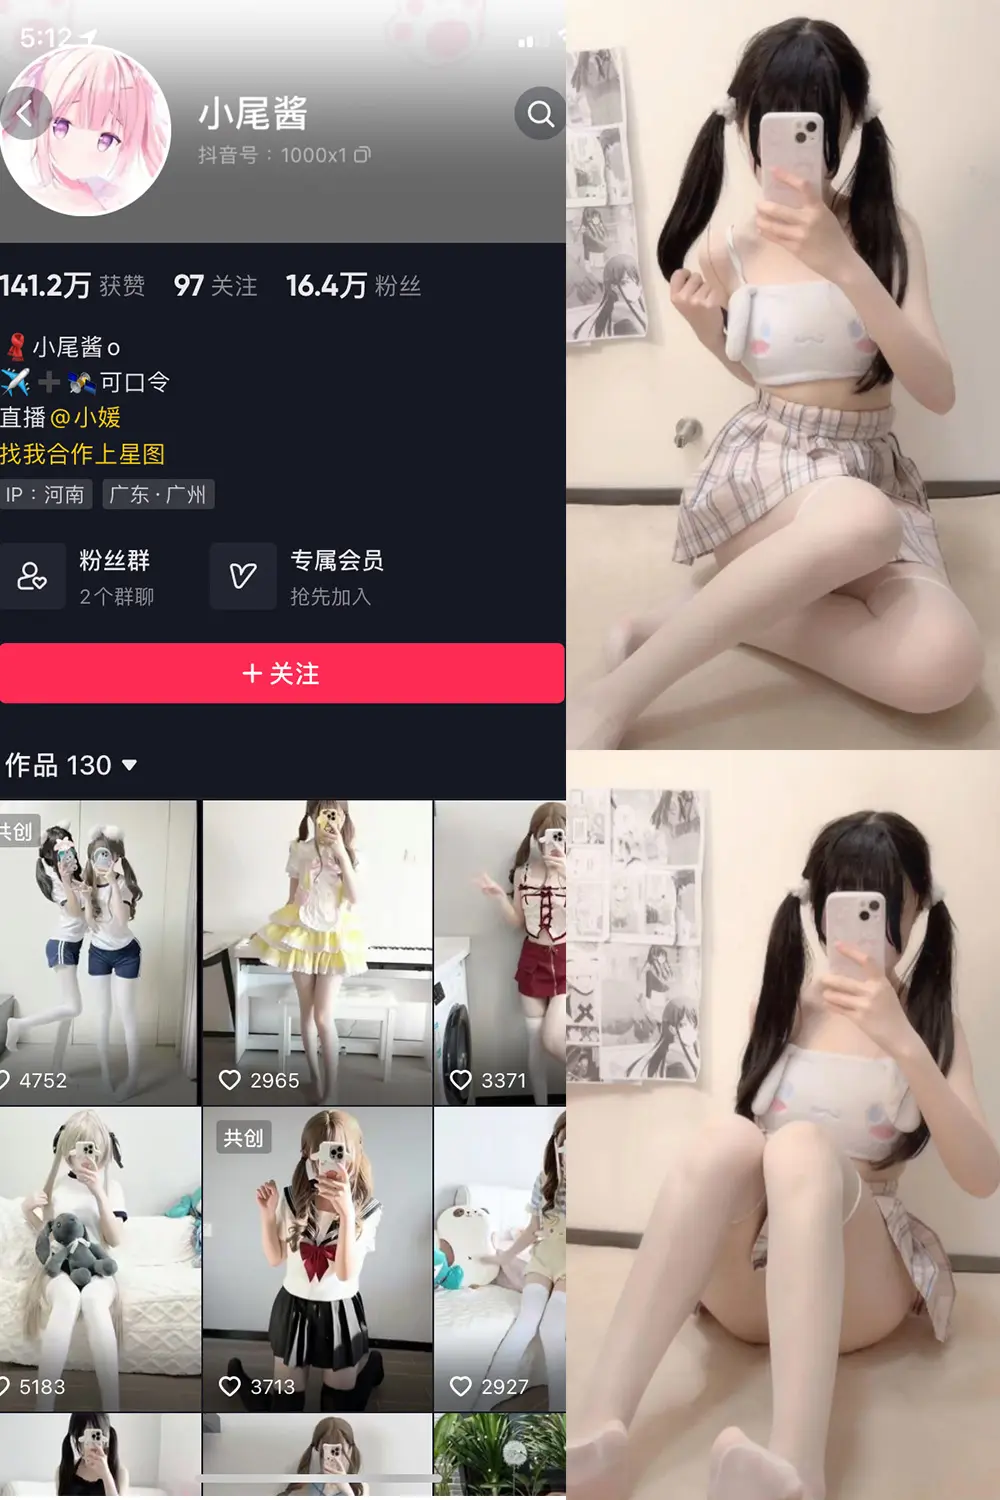 5:12
小尾酱
抖音号：1000x1
141.2万 获赞 97 关注 16.4万 粉丝
小尾酱o
可口令
直播@小媛
找我合作上星图
IP：河南 广东·广州
粉丝群
2个群聊
专属会员
抢先加入
+ 关注
作品 130
共创
4752
2965
3371
共创
5183
3713
2927